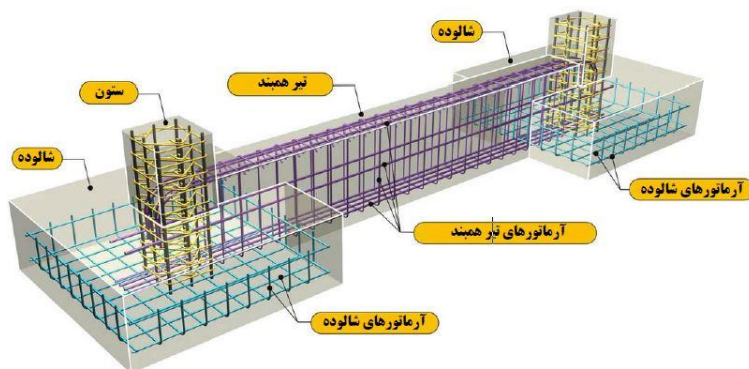 شالوده
تیر همبند
ستون
شالوده
آرماتورهای شالوده
آرماتورهای تیر همبند
آرماتورهای شالوده